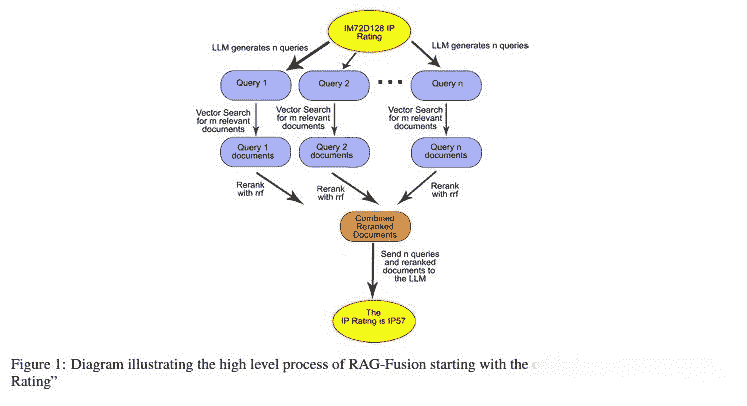 IM72D128 IP
Rating
LLM generates n queries
LLM generates n queries
Query 1
Query 2
Query n
Vector Search
for m relevant
documents
Vector Search
for m relevant
documents
Vector Search
for m relevant
documents
Query 1
documents
Query 2
documents
Query n
documents
Rerank
with rrf
Rerank
with rrf
Rerank
with rrf
Combined
Reranked
Documents
Send n queries
and reranked
documents to
the LLM
The
IP Rating is IP57
Figure 1: Diagram illustrating the high level process of RAG-Fusion starting with the
Rating”